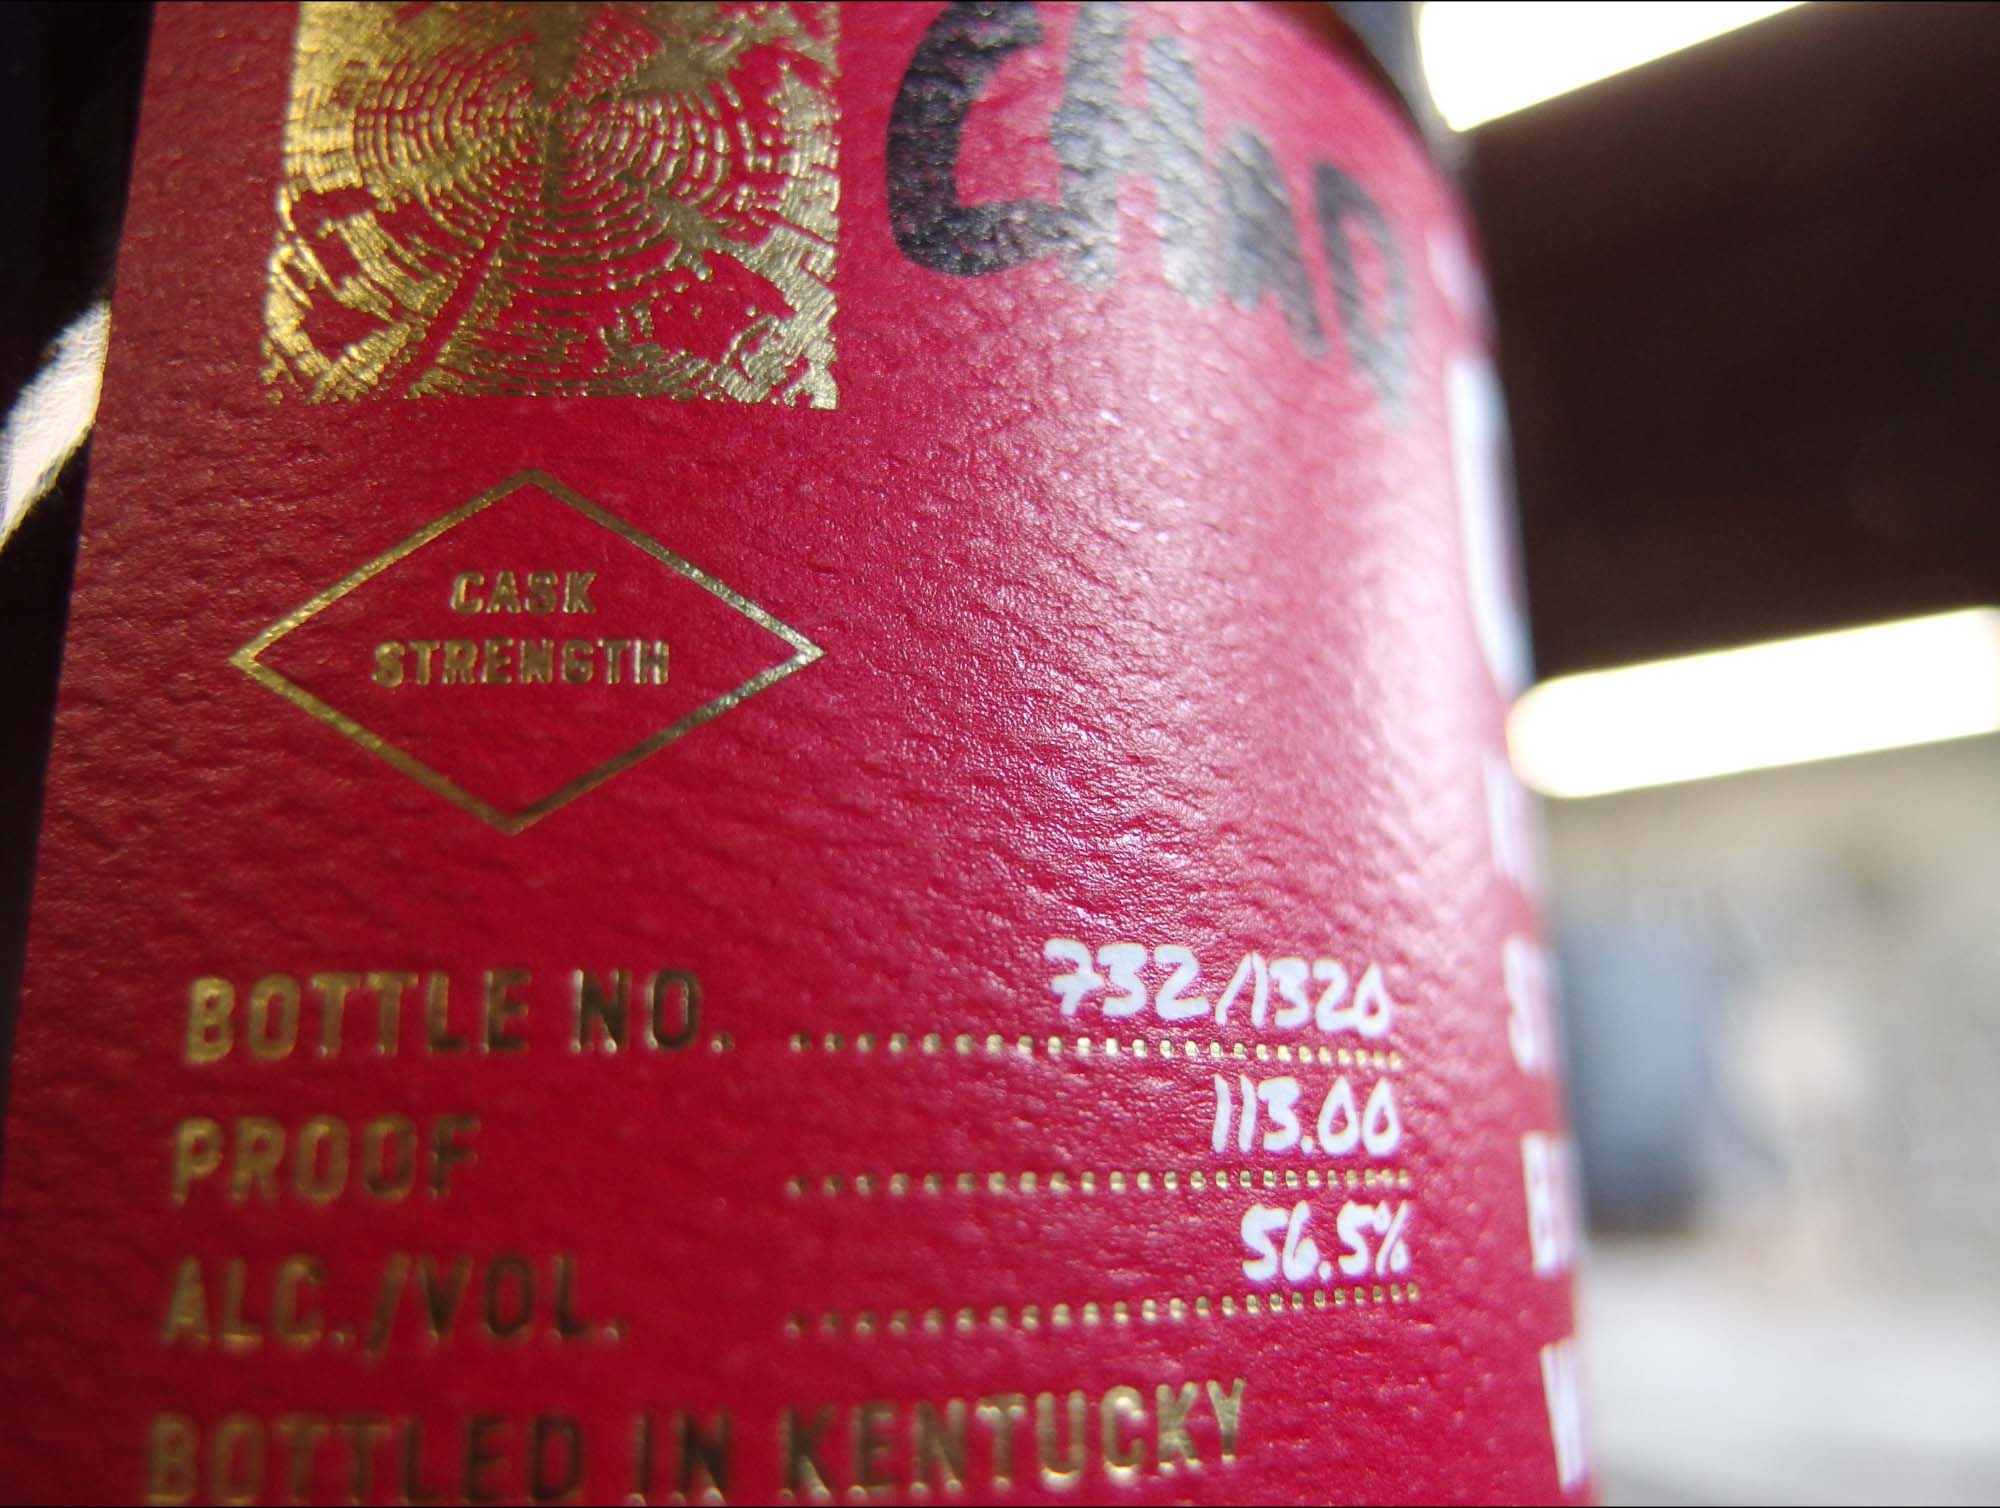 CHAD
CASK
STRENGTH
BOTTLE NO. 732/1320
PROOF 113.00
ALC./VOL. 56.5%
BOTTLED IN KENTUCKY